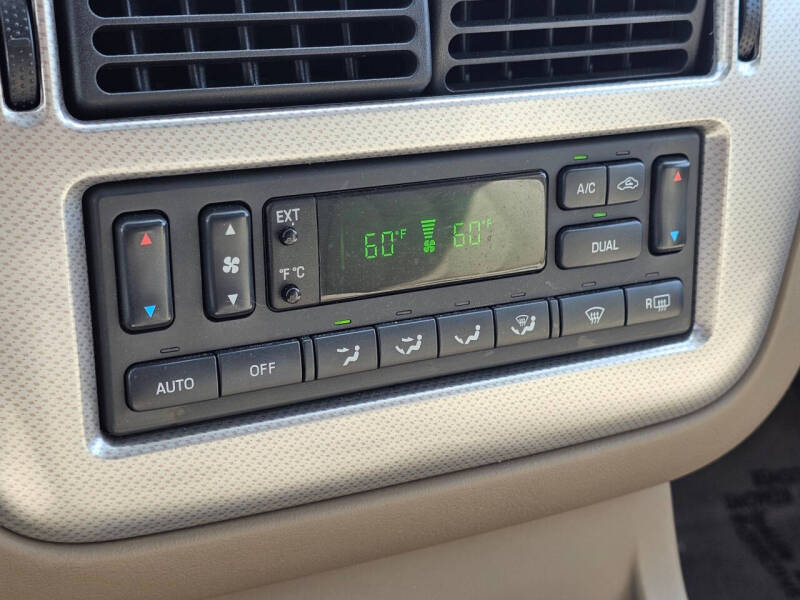 EXT
A/C
60°F 60°F
DUAL
°F °C
R
AUTO
OFF